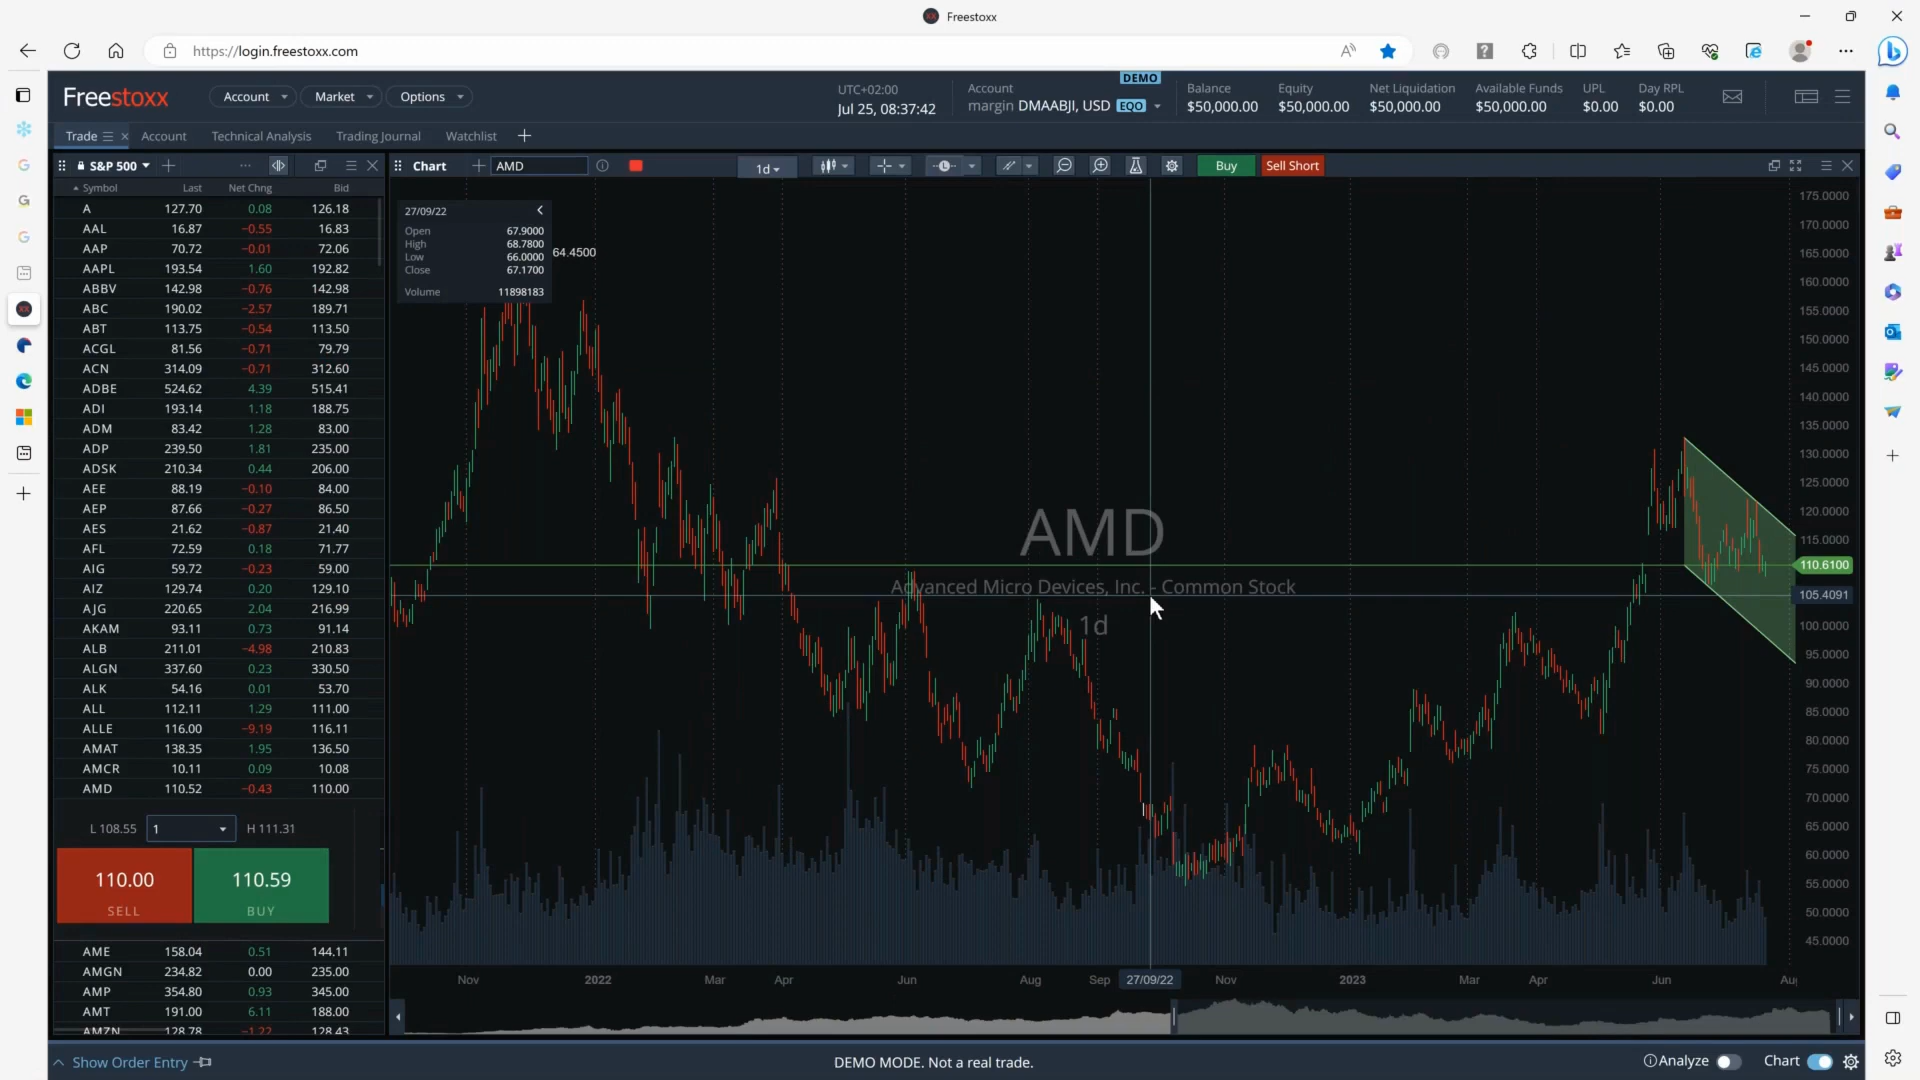 Freestoxx
https://login.freestoxx.com
Freestoxx
Account
Market
Options
UTC+02:00
Jul 25, 08:37:42
Account
margin DMAABJI, USD EQO
DEMO
Balance
$50,000.00
Equity
$50,000.00
Net Liquidation
$50,000.00
Available Funds
$50,000.00
UPL
$0.00
Day RPL
$0.00
Trade
Account
Technical Analysis
Trading Journal
Watchlist
S&P 500
Chart
AMD
1d
Buy
Sell Short
Symbol Last Net Chng Bid
A 127.70 0.08 126.18
AAL 16.87 −0.55 16.83
AAP 70.72 −0.01 72.06
AAPL 193.54 1.60 192.82
ABBV 142.98 −0.76 142.98
ABC 190.02 −2.57 189.71
ABT 113.75 −0.54 113.50
ACGL 81.56 −0.71 79.79
ACN 314.09 −0.71 312.60
ADBE 524.62 4.39 515.41
ADI 193.14 1.18 188.75
ADM 83.42 1.28 83.00
ADP 239.50 1.81 235.00
ADSK 210.34 0.44 206.00
AEE 88.19 −0.10 84.00
AEP 87.66 −0.27 86.50
AES 21.62 −0.87 21.40
AFL 72.59 0.18 71.77
AIG 59.72 −0.23 59.00
AIZ 129.74 0.20 129.10
AJG 220.65 2.04 216.99
AKAM 93.11 0.73 91.14
ALB 211.01 −4.98 210.83
ALGN 337.60 0.23 330.50
ALK 54.16 0.01 53.70
ALL 112.11 1.29 111.00
ALLE 116.00 −9.19 116.11
AMAT 138.35 1.95 136.50
AMCR 10.11 0.09 10.08
AMD 110.52 −0.43 110.00
L 108.55 1 H 111.31
110.00
SELL
110.59
BUY
AME 158.04 0.51 144.11
AMGN 234.82 0.00 235.00
AMP 354.80 0.93 345.00
AMT 191.00 6.11 188.00
AMZN 128.78 −1.22 128.43
27/09/22
Open 67.9000
High 68.7800
Low 66.0000
Close 67.1700
Volume 11898183
64.4500
AMD
Advanced Micro Devices, Inc. - Common Stock
1d
175.0000
170.0000
165.0000
160.0000
155.0000
150.0000
145.0000
140.0000
135.0000
130.0000
125.0000
120.0000
115.0000
110.6100
105.4091
100.0000
95.0000
90.0000
85.0000
80.0000
75.0000
70.0000
65.0000
60.0000
55.0000
50.0000
45.0000
Nov 2022 Mar Apr Jun Aug Sep 27/09/22 Nov 2023 Mar Apr Jun Aug
Show Order Entry
DEMO MODE. Not a real trade.
Analyze
Chart